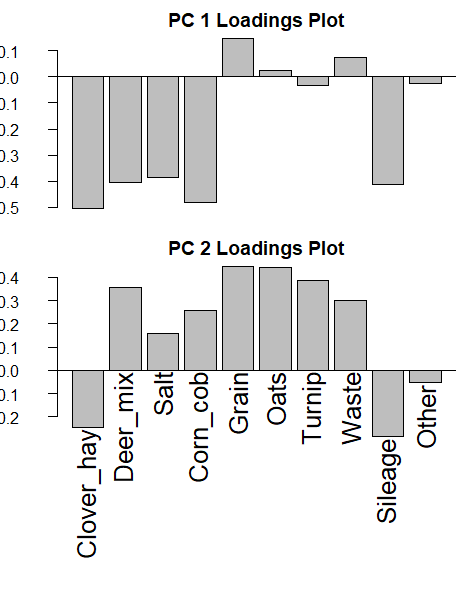 PC 1 Loadings Plot
0.1
0.0
0.1
0.2
0.3
0.4
0.5
PC 2 Loadings Plot
0.4
0.3
0.2
0.1
0.0
0.1
0.2
Clover_hay
Deer_mix
Salt
Corn_cob
Grain
Oats
Turnip
Waste
Sileage
Other